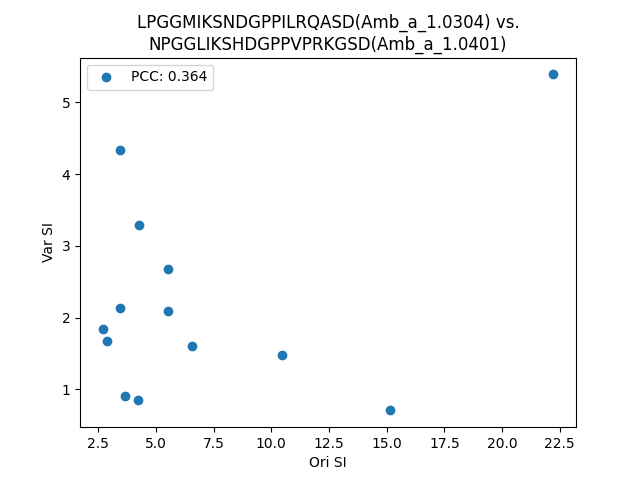 LPGGMIKSNDGPPILRQASD(Amb_a_1.0304) vs.
NPGGLIKSHDGPPVPRKGSD(Amb_a_1.0401)
PCC: 0.364
5
4
3
2
1
Var SI
2.5 5.0 7.5 10.0 12.5 15.0 17.5 20.0 22.5
Ori SI